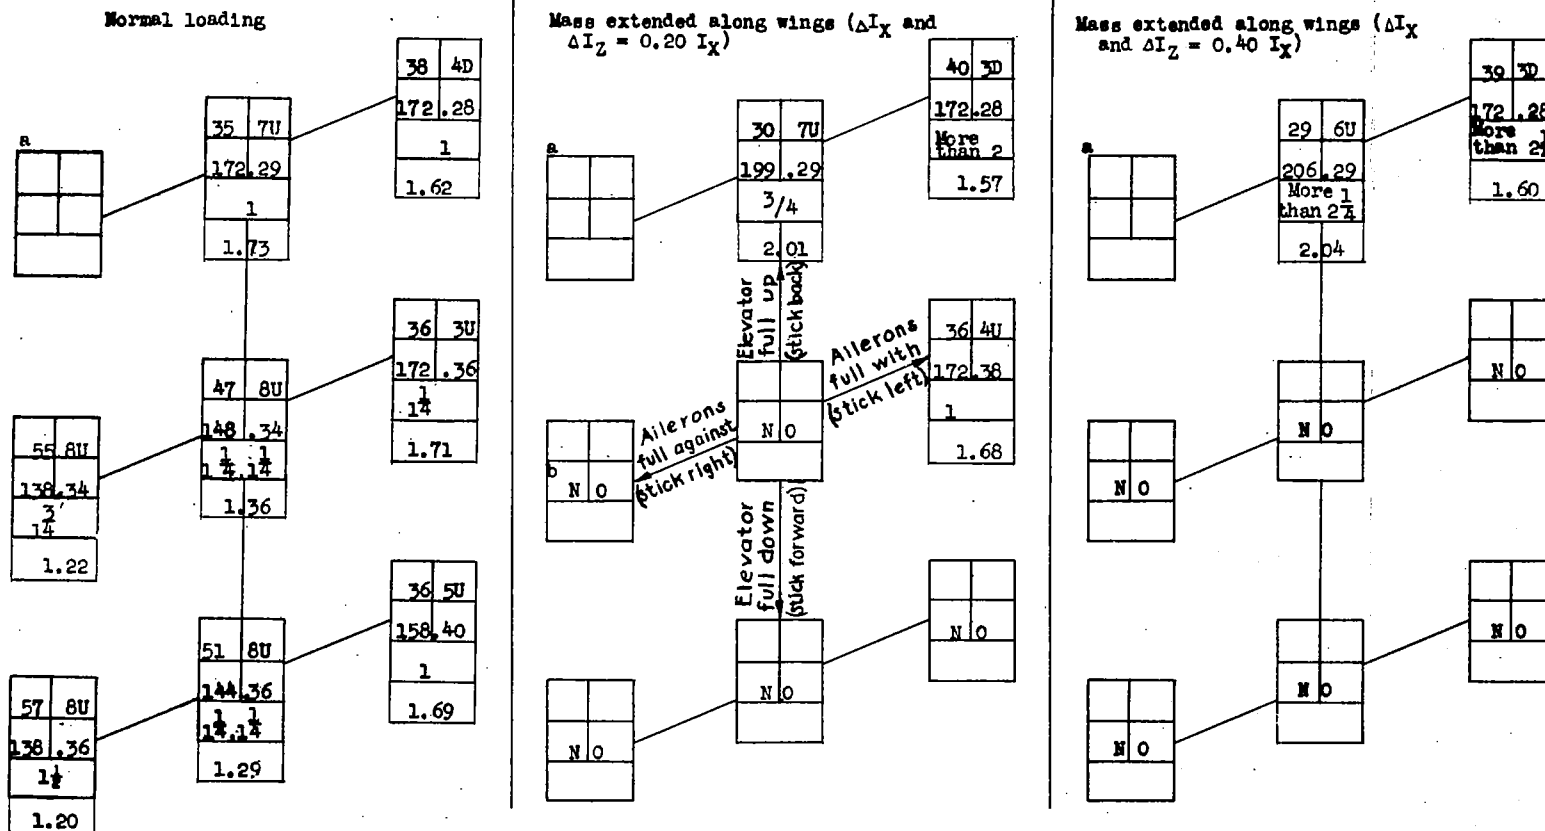 Normal loading
38 4D
172 .28
1
1.62
35 7U
172 .29
1
1.73
a
36 3U
172 .36
1 1/4
1.71
47 8U
148 .34
1 1/4, 1 1/4
1.36
55 8U
138 .34
1 3/4
1.22
36 5U
158 .40
1
1.69
51 8U
144 .36
1 1/4, 1 1/4
1.29
57 8U
138 .36
1 1/2
1.20
Mass extended along wings (ΔIX and
ΔIZ = 0.20 IX)
40 3D
172 .28
More
than 2
1.57
30 7U
199 .29
3/4
2.01
a
Elevator
full up
(stick back)
Ailerons
full with
(stick left)
36 4U
172 .38
1
1.68
N O
Ailerons
full against
(stick right)
b
N O
Elevator
full down
(stick forward)
N O
N O
N O
Mass extended along wings (ΔIX
and ΔIZ = 0.40 IX)
39 3D
172 .28
More
than 2
1.60
29 6U
206 .29
More
than 2 1/4
2.04
a
N O
N O
N O
N O
N O
N O